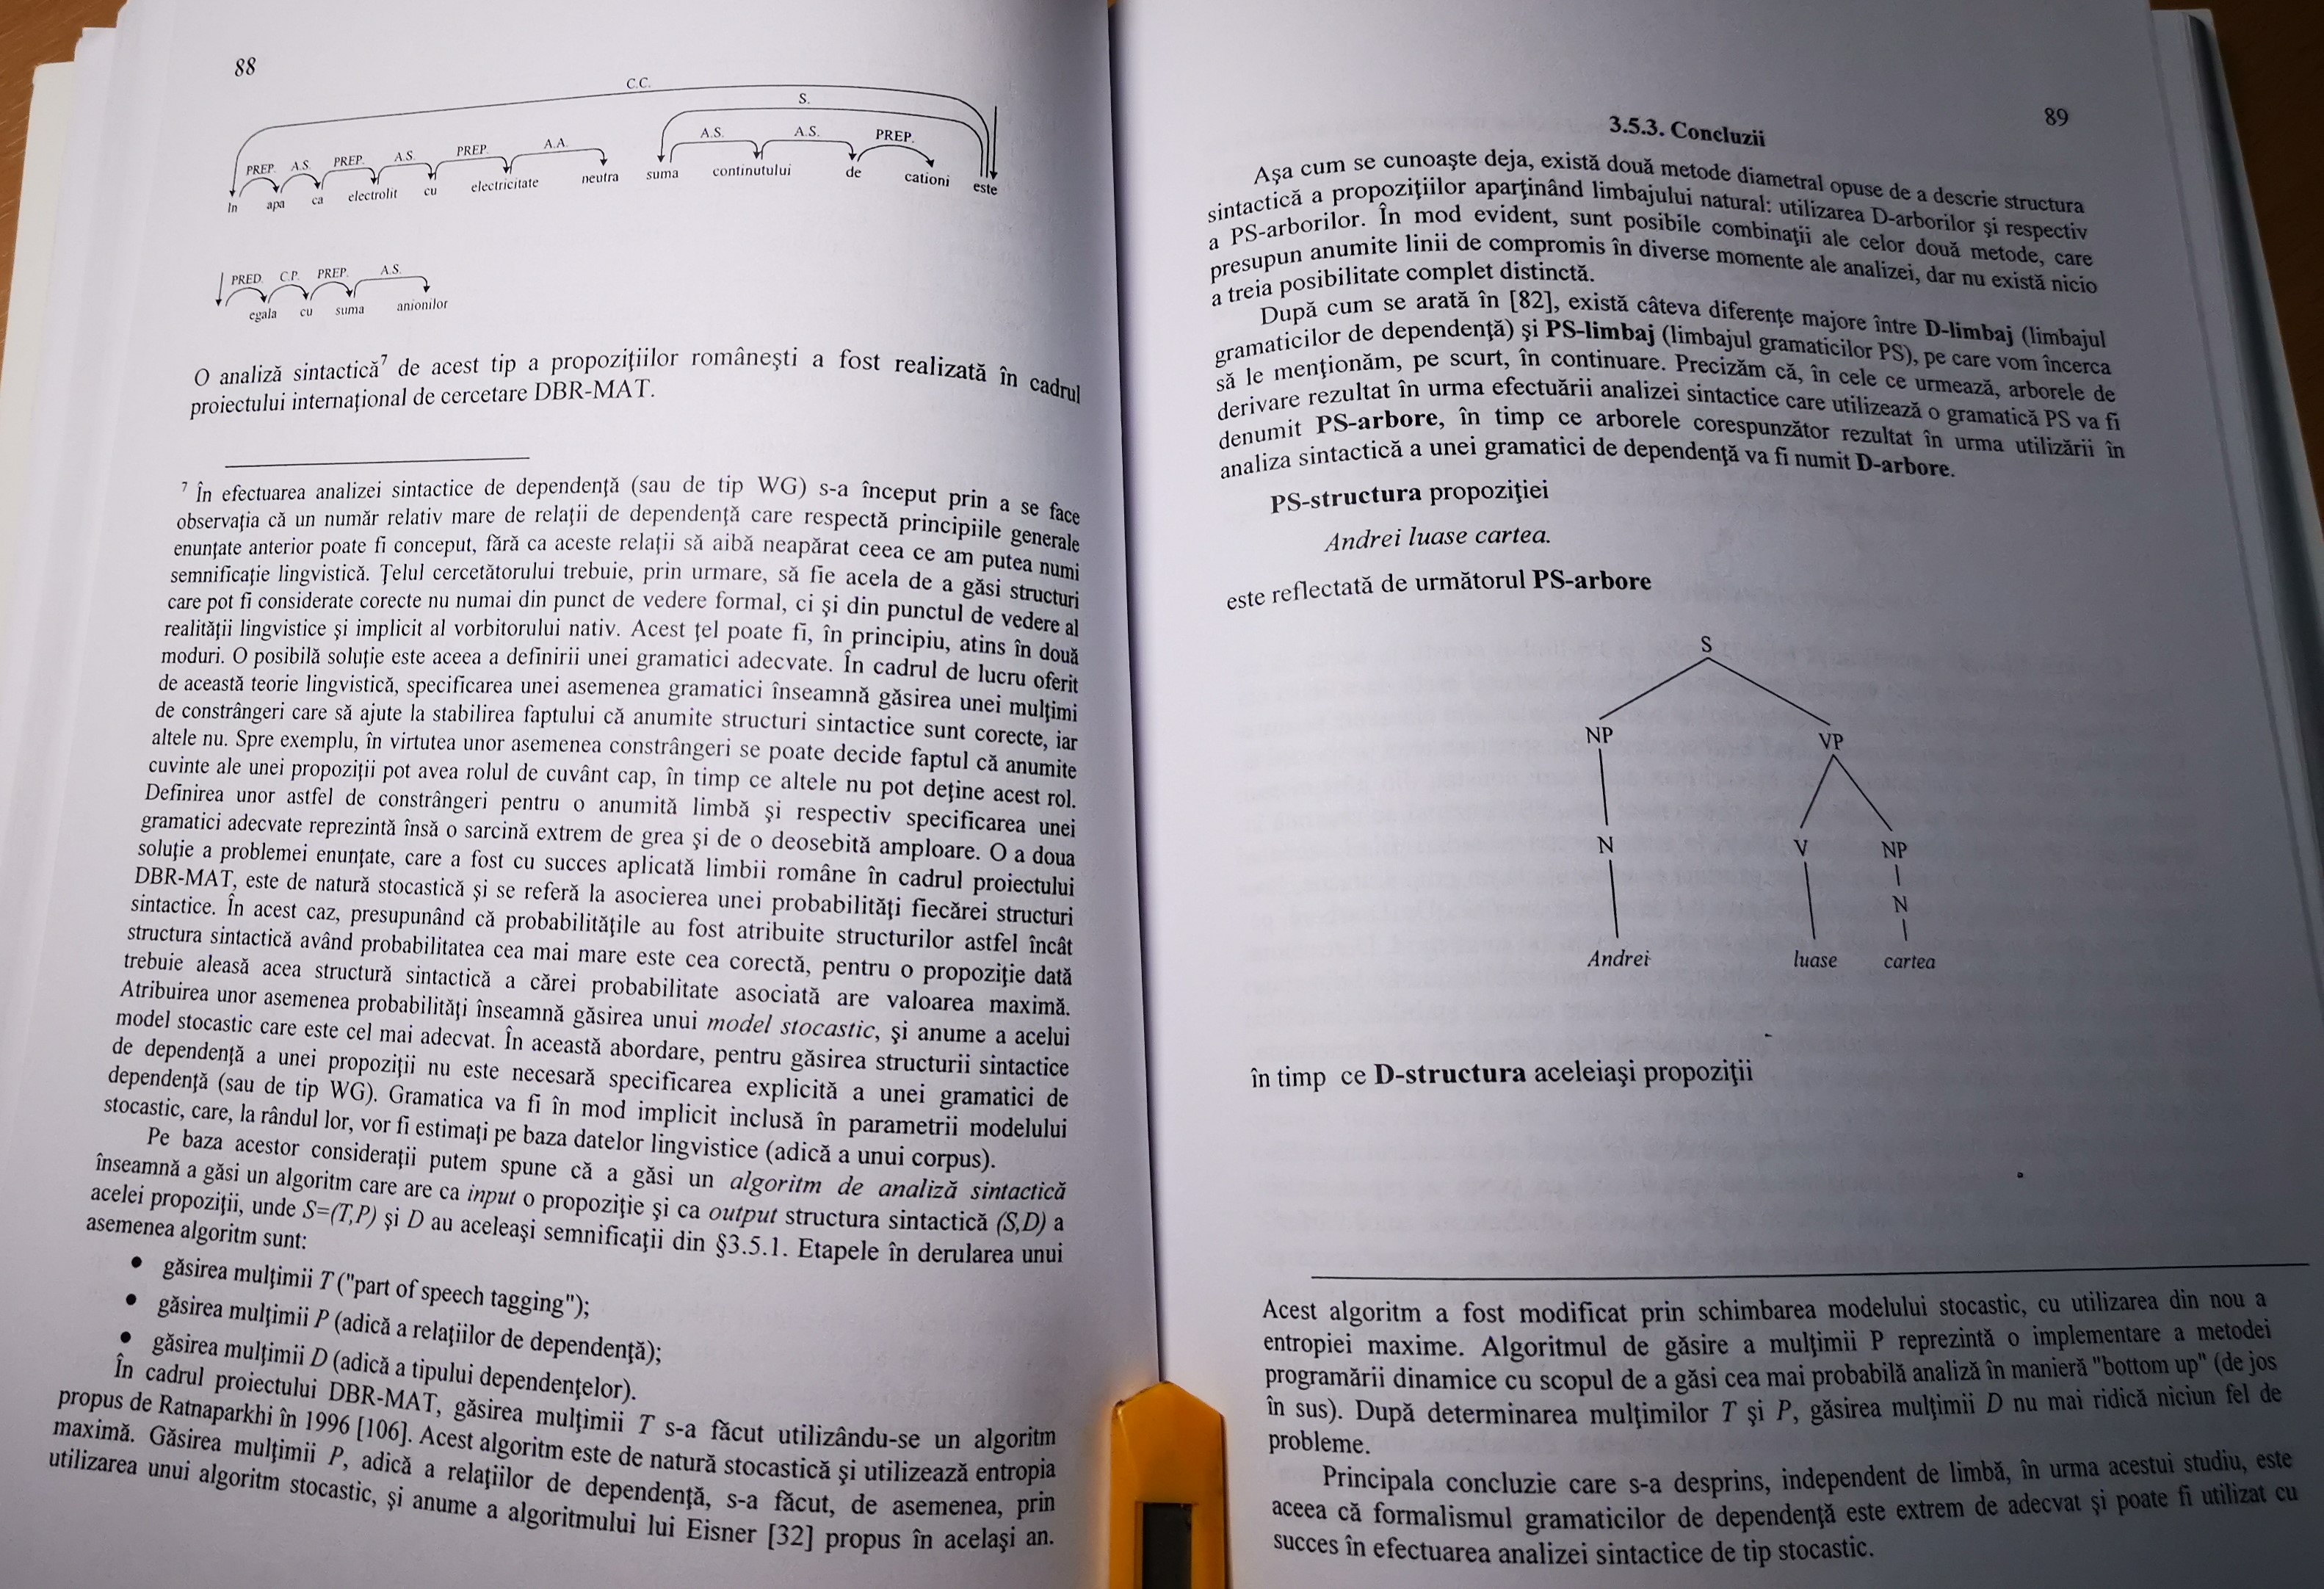 88
C.C.
S.
PREP. A.S. PREP. A.S. PREP. A.A. A.S. A.S. PREP.
In apa ca electrolit cu electricitate neutra suma continutului de cationi este
PRED. C.P. PREP. A.S.
egala cu suma anionilor
O analiză sintactică⁷ de acest tip a propoziţiilor româneşti a fost realizată în cadrul
proiectului internaţional de cercetare DBR-MAT.
⁷ În efectuarea analizei sintactice de dependenţă (sau de tip WG) s-a început prin a se face
observaţia că un număr relativ mare de relaţii de dependenţă care respectă principiile generale
enunţate anterior poate fi conceput, fără ca aceste relaţii să aibă neapărat ceea ce am putea numi
semnificaţie lingvistică. Ţelul cercetătorului trebuie, prin urmare, să fie acela de a găsi structuri
care pot fi considerate corecte nu numai din punct de vedere formal, ci şi din punctul de vedere al
realităţii lingvistice şi implicit al vorbitorului nativ. Acest ţel poate fi, în principiu, atins în două
moduri. O posibilă soluţie este aceea a definirii unei gramatici adecvate. În cadrul de lucru oferit
de această teorie lingvistică, specificarea unei asemenea gramatici înseamnă găsirea unei mulţimi
de constrângeri care să ajute la stabilirea faptului că anumite structuri sintactice sunt corecte, iar
altele nu. Spre exemplu, în virtutea unor asemenea constrângeri se poate decide faptul că anumite
cuvinte ale unei propoziţii pot avea rolul de cuvânt cap, în timp ce altele nu pot deţine acest rol.
Definirea unor astfel de constrângeri pentru o anumită limbă şi respectiv specificarea unei
gramatici adecvate reprezintă însă o sarcină extrem de grea şi de o deosebită amploare. O a doua
soluţie a problemei enunţate, care a fost cu succes aplicată limbii române în cadrul proiectului
DBR-MAT, este de natură stocastică şi se referă la asocierea unei probabilităţi fiecărei structuri
sintactice. În acest caz, presupunând că probabilităţile au fost atribuite structurilor astfel încât
structura sintactică având probabilitatea cea mai mare este cea corectă, pentru o propoziţie dată
trebuie aleasă acea structură sintactică a cărei probabilitate asociată are valoarea maximă.
Atribuirea unor asemenea probabilităţi înseamnă găsirea unui model stocastic, şi anume a acelui
model stocastic care este cel mai adecvat. În această abordare, pentru găsirea structurii sintactice
de dependenţă a unei propoziţii nu este necesară specificarea explicită a unei gramatici de
dependenţă (sau de tip WG). Gramatica va fi în mod implicit inclusă în parametrii modelului
stocastic, care, la rândul lor, vor fi estimaţi pe baza datelor lingvistice (adică a unui corpus).
Pe baza acestor consideraţii putem spune că a găsi un algoritm de analiză sintactică
înseamnă a găsi un algoritm care are ca input o propoziţie şi ca output structura sintactică (S,D) a
acelei propoziţii, unde S=(T,P) şi D au aceleaşi semnificaţii din §3.5.1. Etapele în derularea unui
asemenea algoritm sunt:
• găsirea mulţimii T ("part of speech tagging");
• găsirea mulţimii P (adică a relaţiilor de dependenţă);
• găsirea mulţimii D (adică a tipului dependenţelor).
În cadrul proiectului DBR-MAT, găsirea mulţimii T s-a făcut utilizându-se un algoritm
propus de Ratnaparkhi în 1996 [106]. Acest algoritm este de natură stocastică şi utilizează entropia
maximă. Găsirea mulţimii P, adică a relaţiilor de dependenţă, s-a făcut, de asemenea, prin
utilizarea unui algoritm stocastic, şi anume a algoritmului lui Eisner [32] propus în acelaşi an.
89
3.5.3. Concluzii
Aşa cum se cunoaşte deja, există două metode diametral opuse de a descrie structura
sintactică a propoziţiilor aparţinând limbajului natural: utilizarea D-arborilor şi respectiv
a PS-arborilor. În mod evident, sunt posibile combinaţii ale celor două metode, care
presupun anumite linii de compromis în diverse momente ale analizei, dar nu există nicio
a treia posibilitate complet distinctă.
După cum se arată în [82], există câteva diferenţe majore între D-limbaj (limbajul
gramaticilor de dependenţă) şi PS-limbaj (limbajul gramaticilor PS), pe care vom încerca
să le menţionăm, pe scurt, în continuare. Precizăm că, în cele ce urmează, arborele de
derivare rezultat în urma efectuării analizei sintactice care utilizează o gramatică PS va fi
denumit PS-arbore, în timp ce arborele corespunzător rezultat în urma utilizării în
analiza sintactică a unei gramatici de dependenţă va fi numit D-arbore.
PS-structura propoziţiei
Andrei luase cartea.
este reflectată de următorul PS-arbore
S
NP VP
N V NP
N
Andrei luase cartea
în timp ce D-structura aceleiaşi propoziţii
Acest algoritm a fost modificat prin schimbarea modelului stocastic, cu utilizarea din nou a
entropiei maxime. Algoritmul de găsire a mulţimii P reprezintă o implementare a metodei
programării dinamice cu scopul de a găsi cea mai probabilă analiză în manieră "bottom up" (de jos
în sus). După determinarea mulţimilor T şi P, găsirea mulţimii D nu mai ridică niciun fel de
probleme.
Principala concluzie care s-a desprins, independent de limbă, în urma acestui studiu, este
aceea că formalismul gramaticilor de dependenţă este extrem de adecvat şi poate fi utilizat cu
succes în efectuarea analizei sintactice de tip stocastic.